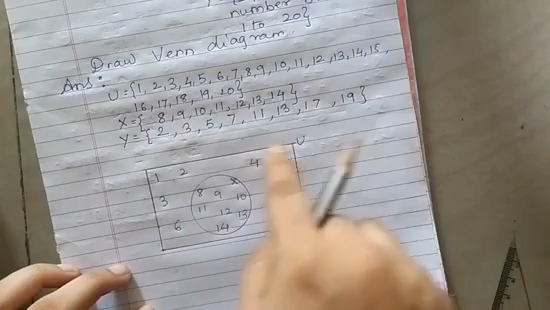 number
1 to 20}
Draw Venn diagram.
Ans:
U={1, 2, 3, 4, 5, 6, 7, 8, 9, 10, 11, 12, 13, 14, 15,
16, 17, 18, 19, 20}
X={ 8, 9, 10, 11, 12, 13, 14}
Y={ 2, 3, 5, 7, 11, 13, 17, 19}
U
1 2 4
3 8 9 10
11 12 13
6 14